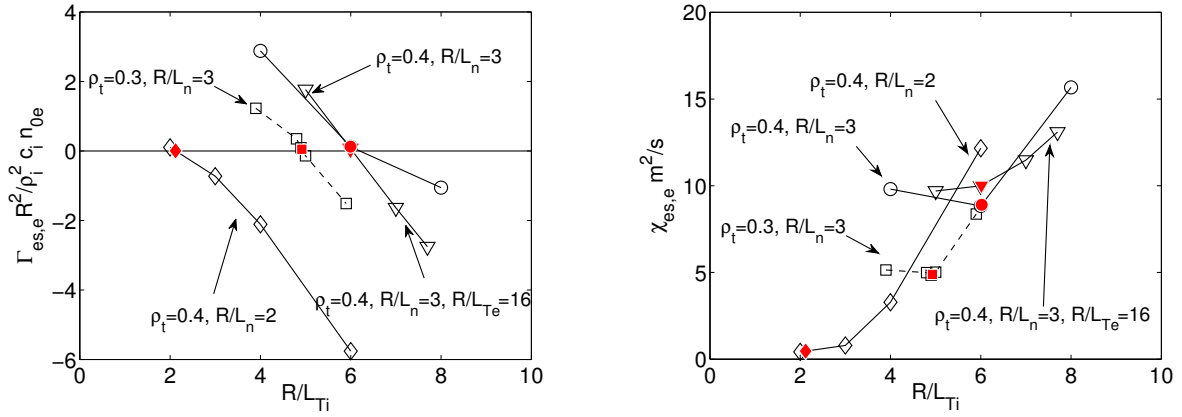 Γes,e R²/ρi² ci n0e
4
2
0
−2
−4
−6
ρt=0.4, R/Ln=3
ρt=0.3, R/Ln=3
ρt=0.4, R/Ln=2
ρt=0.4, R/Ln=3, R/LTe=16
0 2 4 6 8 10
R/LTi
χes,e m²/s
20
15
10
5
0
ρt=0.4, R/Ln=2
ρt=0.4, R/Ln=3
ρt=0.3, R/Ln=3
ρt=0.4, R/Ln=3, R/LTe=16
0 2 4 6 8 10
R/LTi